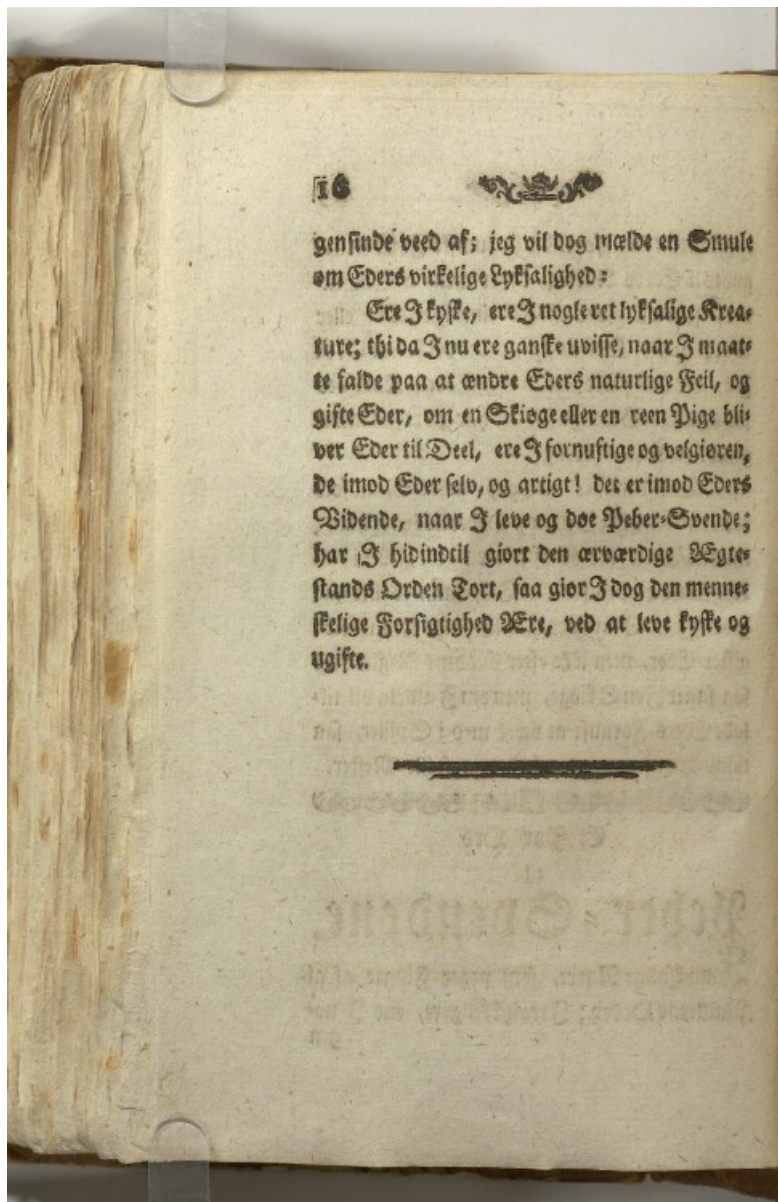 16
gensinde veed af; jeg vil dog mælde en Smule
om Eders virkelige Lyksalighed:
Ere I kyske, ere I nogle ret lyksalige Krea-
ture; thi da I nu ere ganske uvisse, naar I maat-
te falde paa at ændre Eders naturlige Feil, og
gifte Eder, om en Skiøge eller en reen Pige bli-
ver Eder til Deel, ere I fornuftige og velgiøren,
de imod Eder selv, og artigt! det er imod Eders
Vidende, naar I leve og døe Peber-Svende;
har I hidindtil giort den ærværdige Ægte-
stands Orden Tort, saa giør I dog den menne-
skelige Forsigtighed Ære, ved at leve kyske og
ugifte.